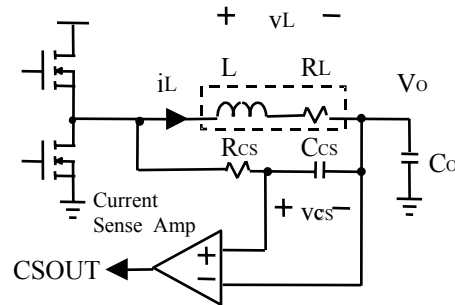 + vL −
iL L RL VO
RCS CCS CO
+ vcs −
Current
Sense Amp
+
CSOUT −